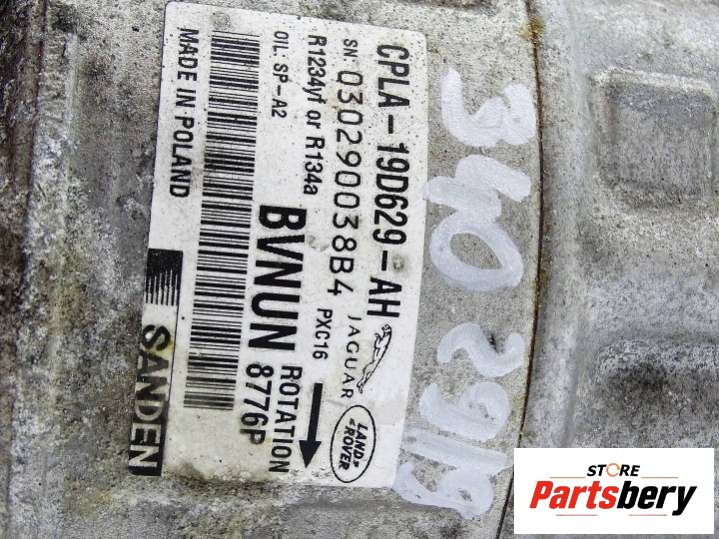 CPLA-19D629-AH
SN. 030290038B4
R1234yf or R134a PXC16
OIL. SP-A2
BVNUN 8776P
ROTATION
MADE IN POLAND
SANDEN
JAGUAR
LAND-
ROVER
340
STORE
Partsbery